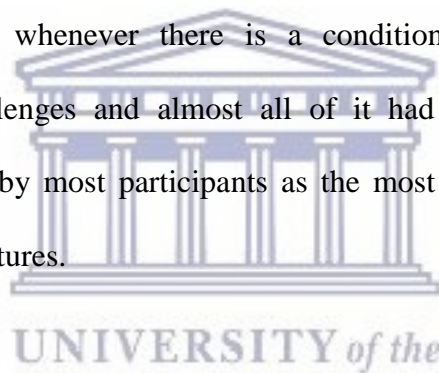 whenever there is a condition
llenges and almost all of it had
by most participants as the most
tures.
UNIVERSITY of the